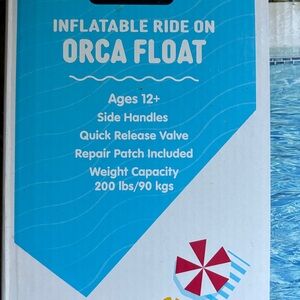 INFLATABLE RIDE ON
ORCA FLOAT
Ages 12+
Side Handles
Quick Release Valve
Repair Patch Included
Weight Capacity
200 lbs/90 kgs